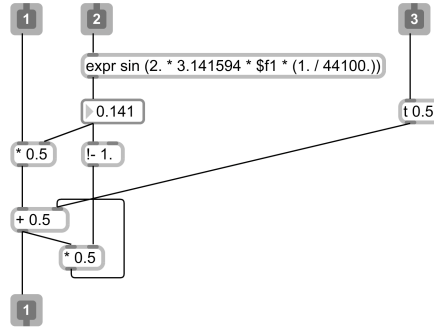 1 2 3
expr sin (2. * 3.141594 * $f1 * (1. / 44100.))
0.141 t 0.5
* 0.5 !- 1.
+ 0.5
* 0.5
1